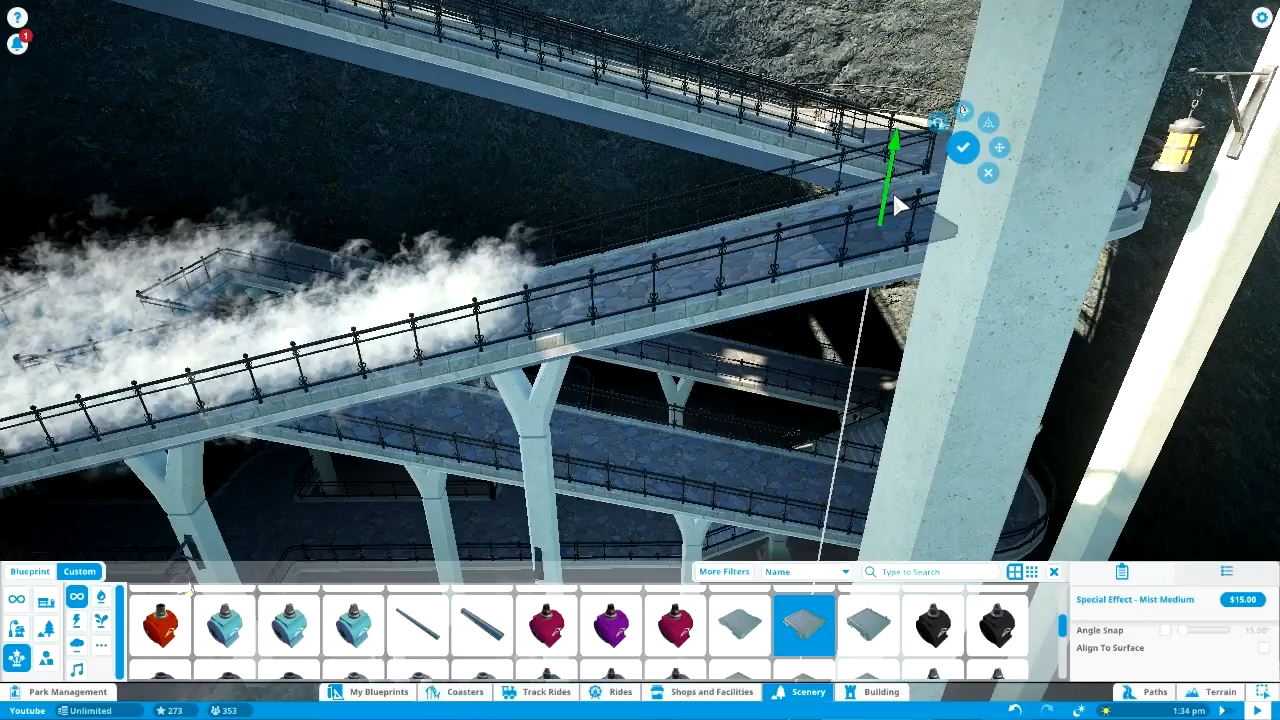 ?
1
Blueprint
Custom
More Filters
Name
Type to Search
Special Effect - Mist Medium
$15.00
Angle Snap
15.00°
Align To Surface
Park Management
My Blueprints
Coasters
Track Rides
Rides
Shops and Facilities
Scenery
Building
Paths
Terrain
Youtube
Unlimited
273
353
1:34 pm